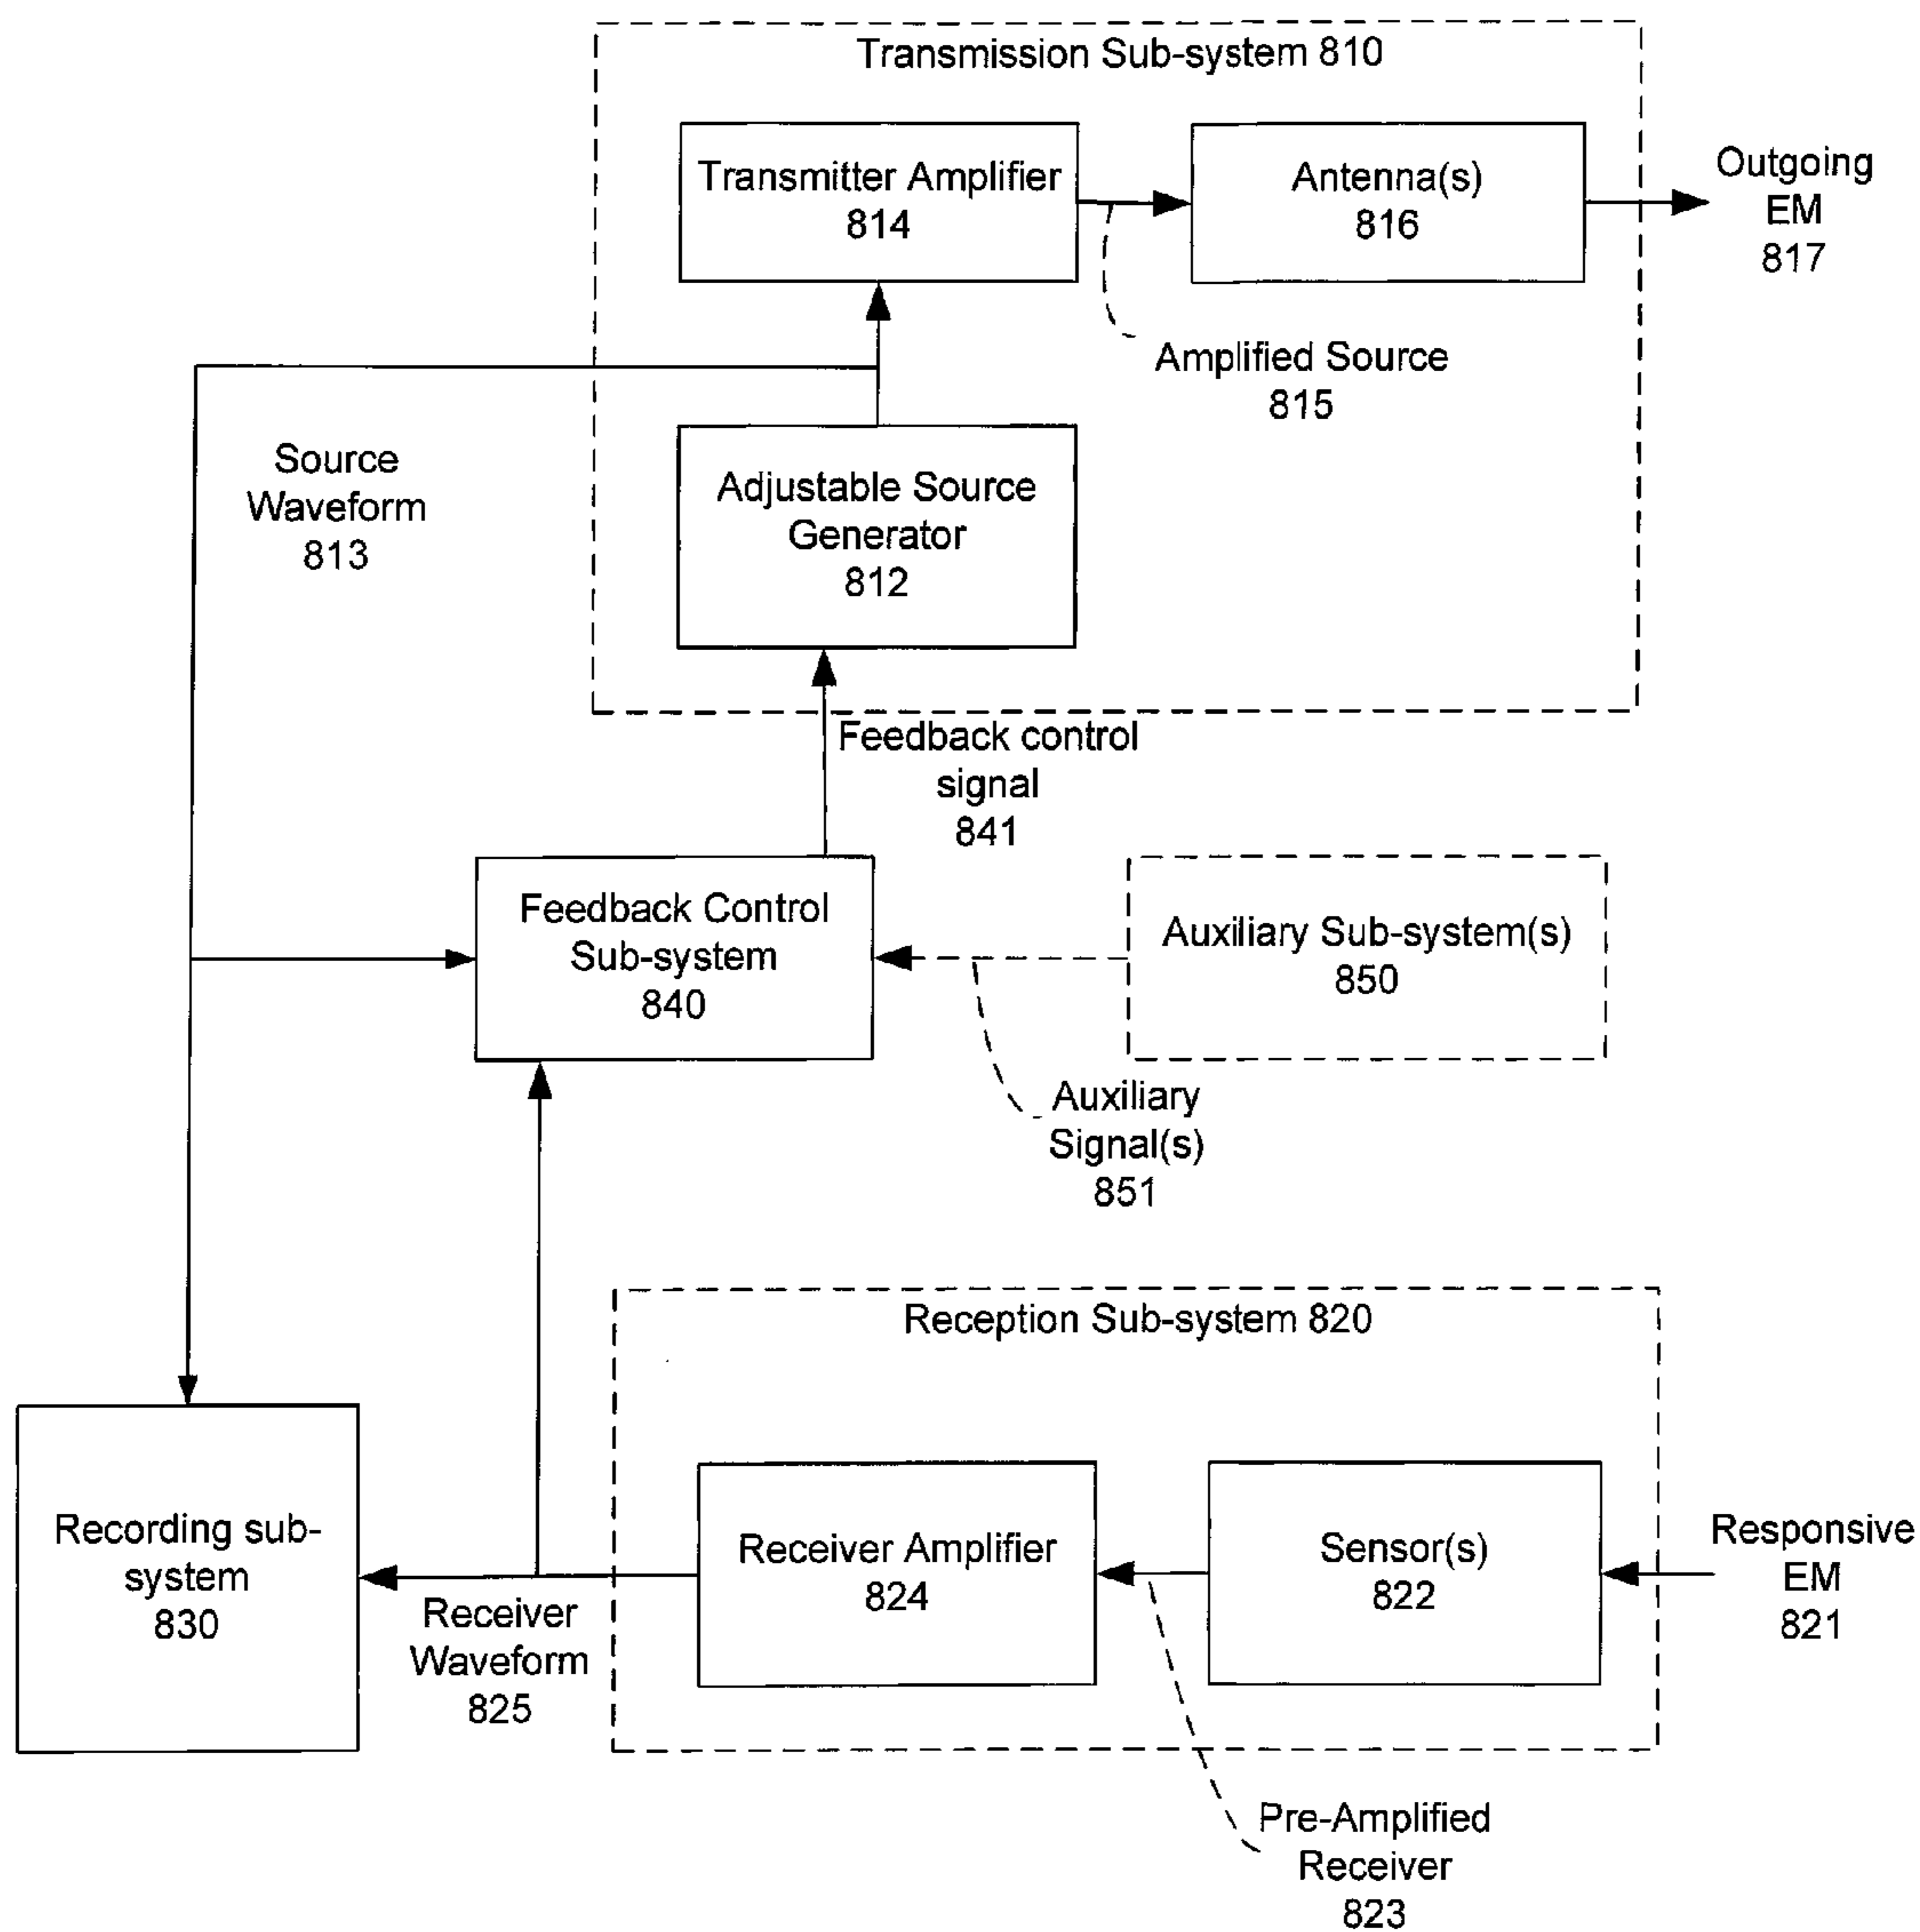 Transmission Sub-system 810
Transmitter Amplifier
814
Antenna(s)
816
Outgoing
EM
817
Amplified Source
815
Source
Waveform
813
Adjustable Source
Generator
812
Feedback control
signal
841
Feedback Control
Sub-system
840
Auxiliary Sub-system(s)
850
Auxiliary
Signal(s)
851
Reception Sub-system 820
Recording sub-
system
830
Receiver
Waveform
825
Receiver Amplifier
824
Sensor(s)
822
Responsive
EM
821
Pre-Amplified
Receiver
823